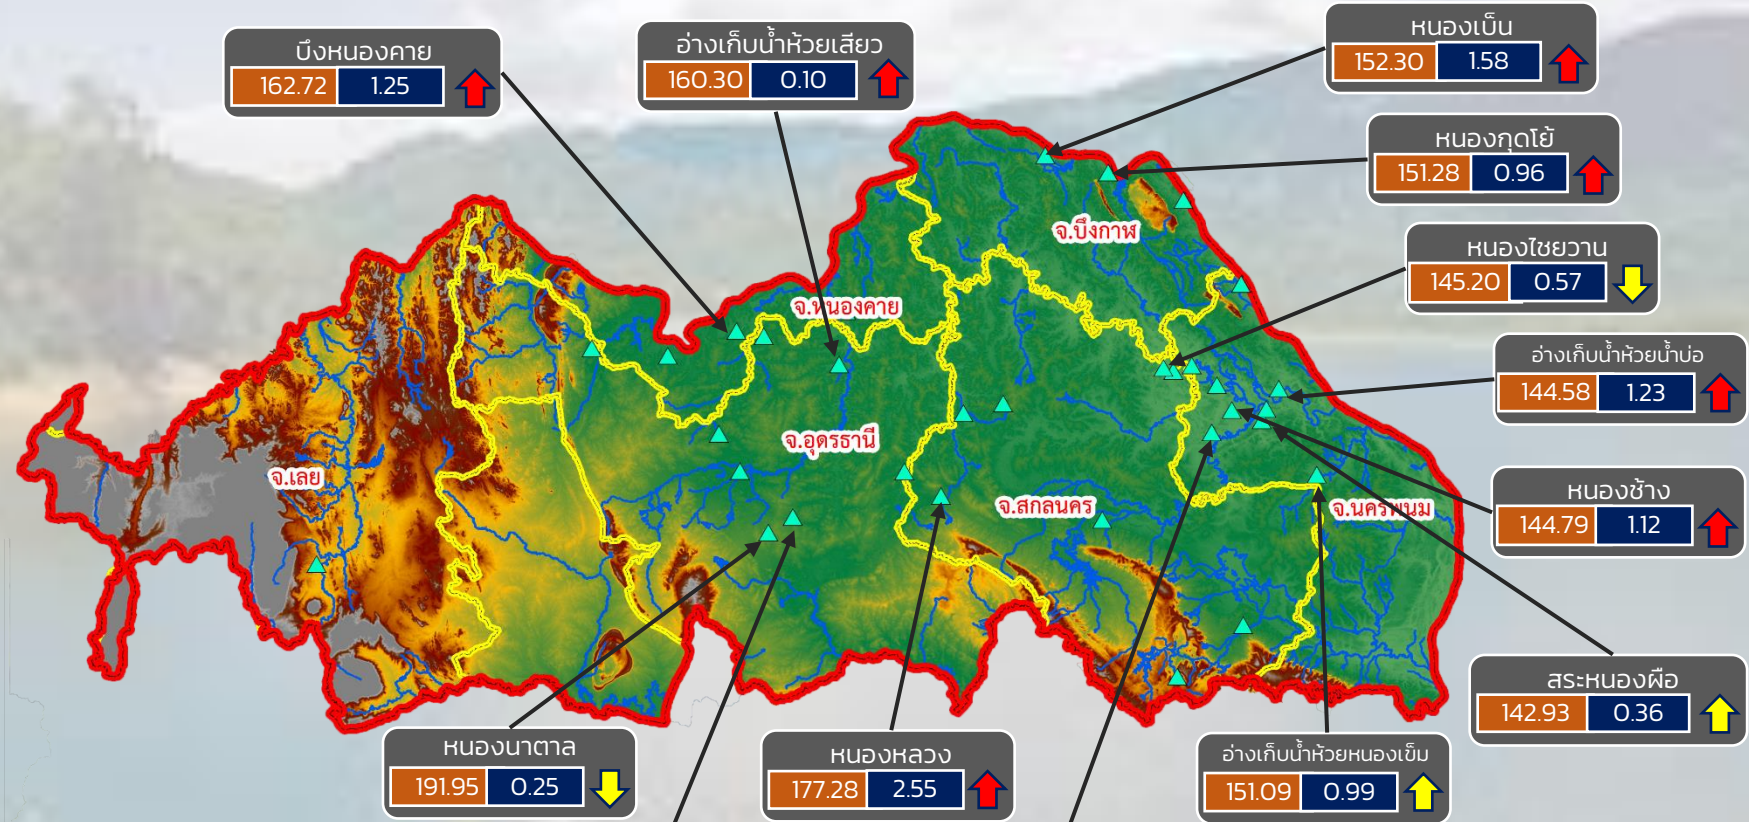 บึงหนองคาย
162.72 1.25
อ่างเก็บน้ำห้วยเสียว
160.30 0.10
หนองเบ็น
152.30 1.58
หนองกุดโย้
151.28 0.96
จ.บึงกาฬ
หนองไชยวาน
145.20 0.57
จ.หนองคาย
อ่างเก็บน้ำห้วยน้ำบ่อ
144.58 1.23
จ.อุดรธานี
จ.เลย
จ.สกลนคร
จ.นครพนม
หนองช้าง
144.79 1.12
สระหนองผือ
142.93 0.36
หนองนาตาล
191.95 0.25
หนองหลวง
177.28 2.55
อ่างเก็บน้ำห้วยหนองเข็ม
151.09 0.99